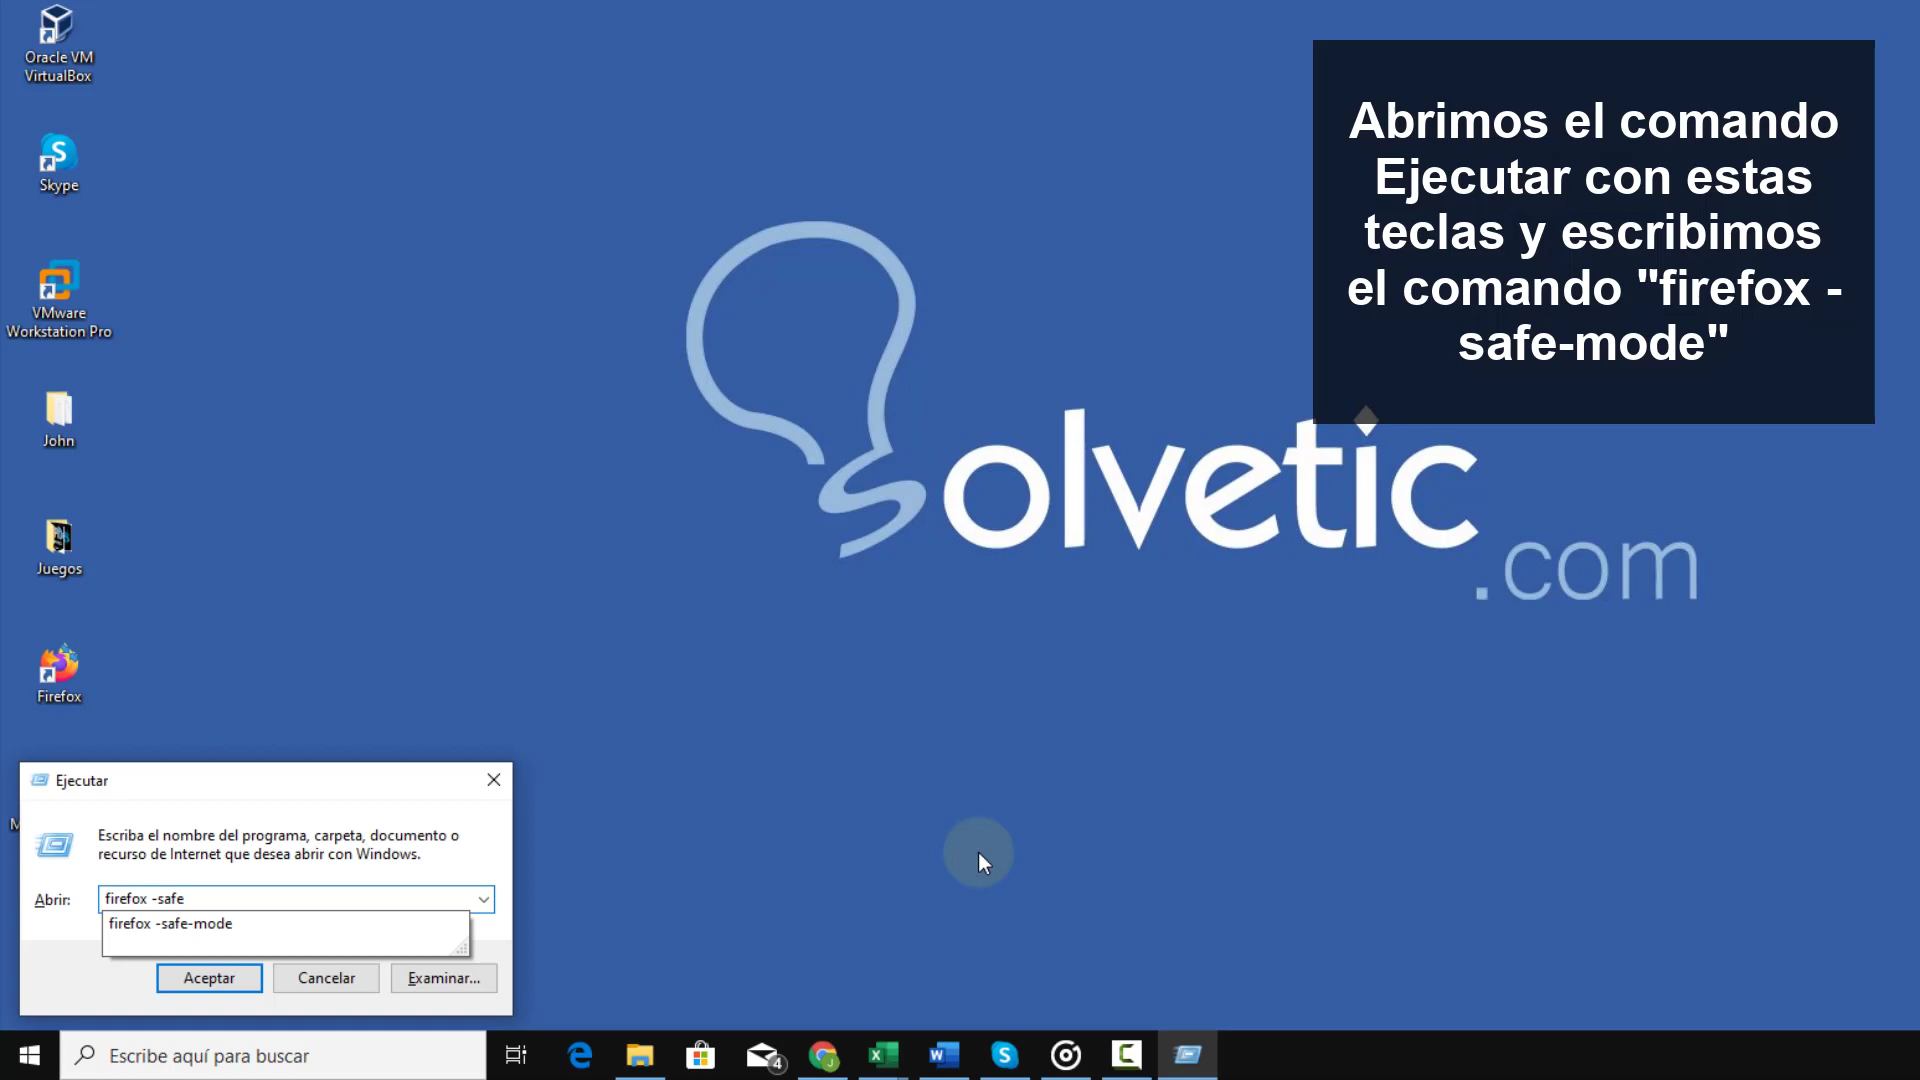 Oracle VM
VirtualBox
Skype
VMware
Workstation Pro
John
Juegos
Firefox
Abrimos el comando
Ejecutar con estas
teclas y escribimos
el comando "firefox -
safe-mode"
solvetic
.com
Ejecutar
Escriba el nombre del programa, carpeta, documento o
recurso de Internet que desea abrir con Windows.
Abrir:
firefox -safe
firefox -safe-mode
Aceptar
Cancelar
Examinar...
Escribe aquí para buscar
4